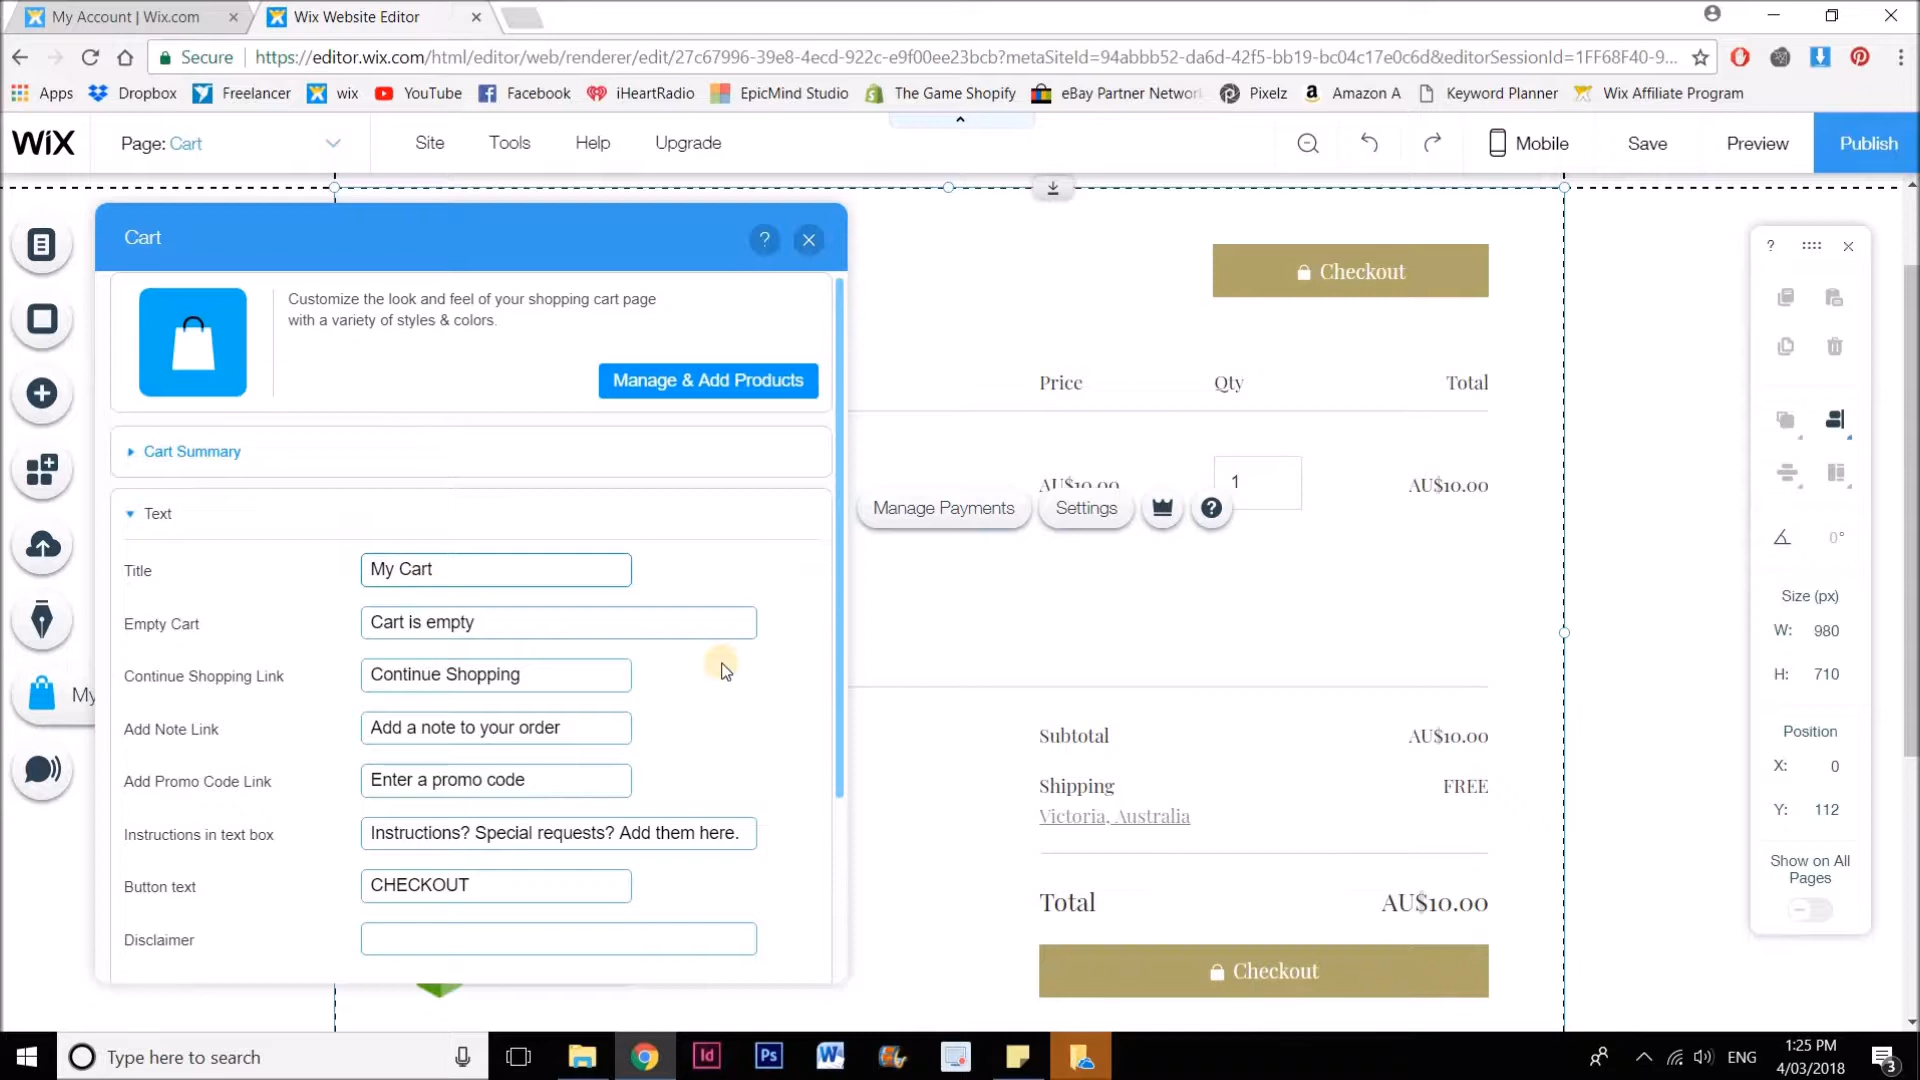 My Account | Wix.com
Wix Website Editor
Secure
https://editor.wix.com/html/editor/web/renderer/edit/27c67996-39e8-4ecd-922c-e9f00ee23bcb?metaSiteId=94abbb52-da6d-42f5-bb19-bc04c17e0c6d&editorSessionId=1FF68F40-9...
Apps
Dropbox
Freelancer
wix
YouTube
Facebook
iHeartRadio
EpicMind Studio
The Game Shopify
eBay Partner Network
Pixelz
Amazon A
Keyword Planner
Wix Affiliate Program
WiX
Page: Cart
Site
Tools
Help
Upgrade
Mobile
Save
Preview
Publish
Cart
?
Customize the look and feel of your shopping cart page
with a variety of styles & colors.
Manage & Add Products
Cart Summary
Text
Title
My Cart
Empty Cart
Cart is empty
Continue Shopping Link
Continue Shopping
Add Note Link
Add a note to your order
Add Promo Code Link
Enter a promo code
Instructions in text box
Instructions? Special requests? Add them here.
Button text
CHECKOUT
Disclaimer
My
Checkout
Price
Qty
Total
AU$10.00
1
AU$10.00
Manage Payments
Settings
?
Subtotal
AU$10.00
Shipping
FREE
Victoria, Australia
Total
AU$10.00
Checkout
?
0°
Size (px)
W: 980
H: 710
Position
X: 0
Y: 112
Show on All
Pages
Type here to search
Id
Ps
W
ENG
1:25 PM
4/03/2018
3